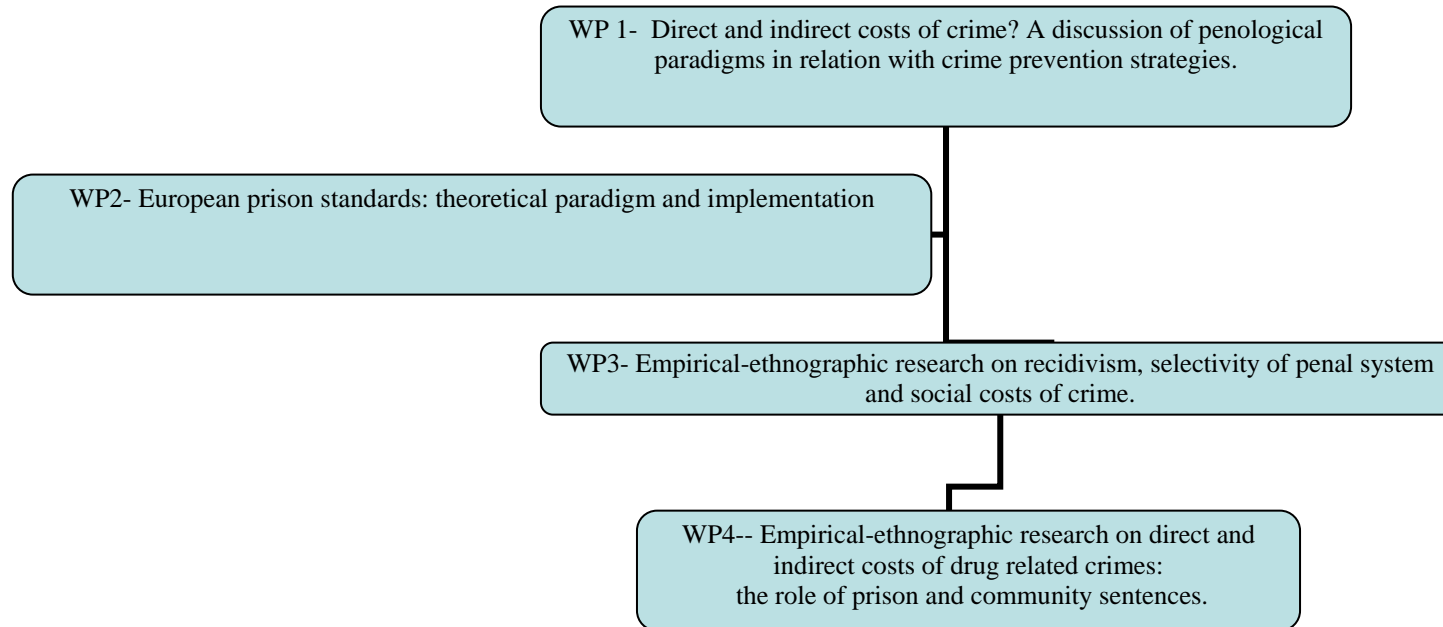 WP 1-  Direct and indirect costs of crime? A discussion of penological
paradigms in relation with crime prevention strategies.
WP2- European prison standards: theoretical paradigm and implementation
WP3- Empirical-ethnographic research on recidivism, selectivity of penal system
and social costs of crime.
WP4-- Empirical-ethnographic research on direct and
indirect costs of drug related crimes:
the role of prison and community sentences.